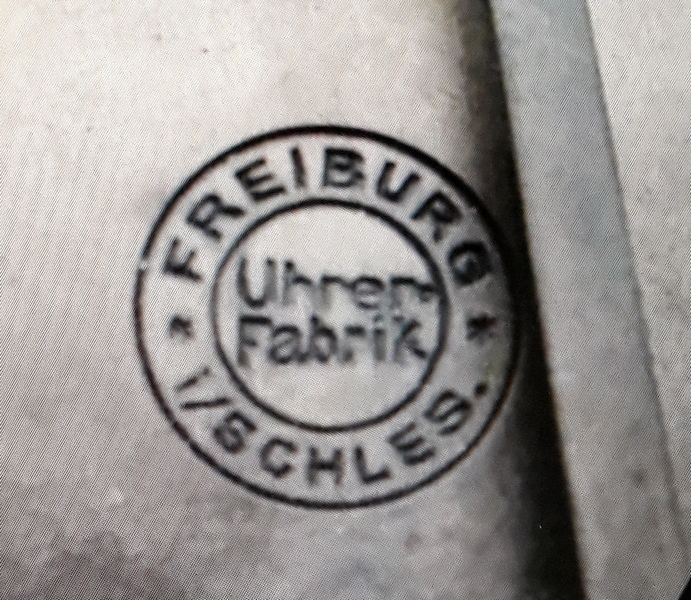 FREIBURG
Uhren-
Fabrik
i/SCHLES.